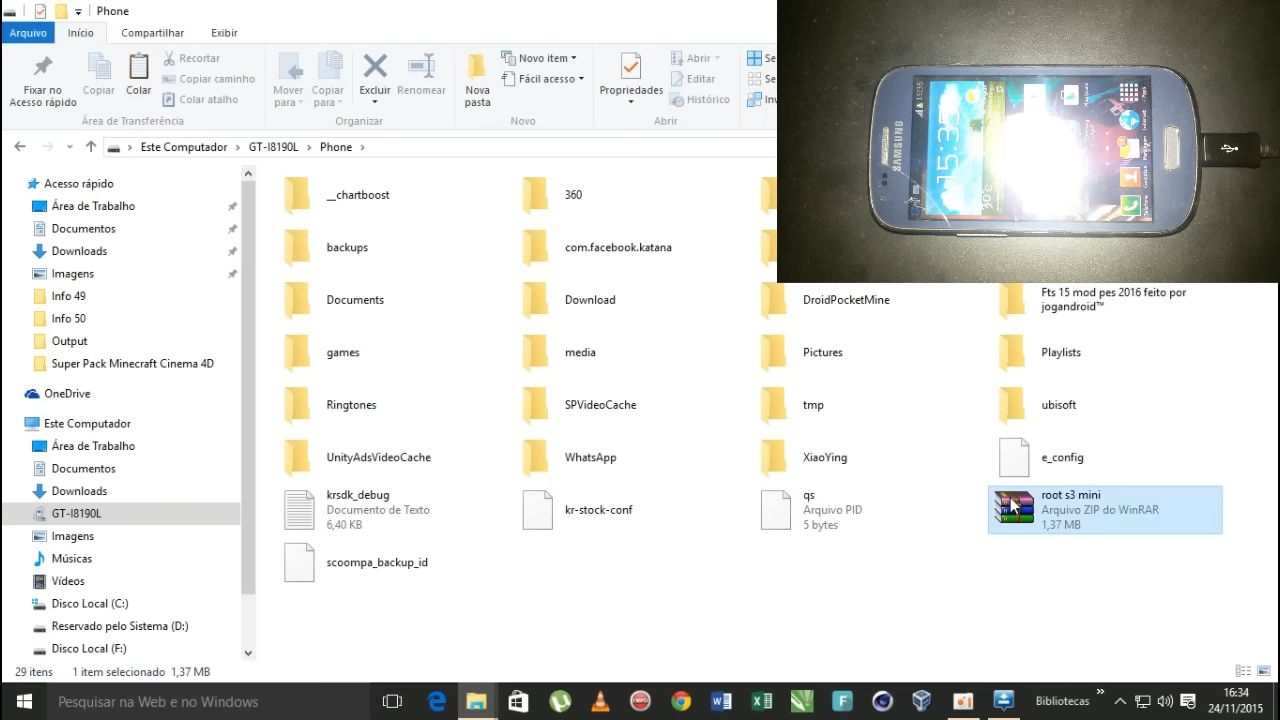 Phone
Arquivo
Início
Compartilhar
Exibir
Fixar no
Acesso rápido
Copiar
Colar
Recortar
Copiar caminho
Colar atalho
Área de Transferência
Mover
para
Copiar
para
Excluir
Renomear
Organizar
Nova
pasta
Novo item
Fácil acesso
Novo
Propriedades
Abrir
Editar
Histórico
Abrir
Se
Se
Inv
Este Computador
GT-I8190L
Phone
Acesso rápido
Área de Trabalho
Documentos
Downloads
Imagens
Info 49
Info 50
Output
Super Pack Minecraft Cinema 4D
OneDrive
Este Computador
Área de Trabalho
Documentos
Downloads
GT-I8190L
Imagens
Músicas
Vídeos
Disco Local (C:)
Reservado pelo Sistema (D:)
Disco Local (F:)
__chartboost
360
backups
com.facebook.katana
Documents
Download
DroidPocketMine
Fts 15 mod pes 2016 feito por
jogandroid™
games
media
Pictures
Playlists
Ringtones
SPVideoCache
tmp
ubisoft
UnityAdsVideoCache
WhatsApp
XiaoYing
e_config
krsdk_debug
Documento de Texto
6,40 KB
kr-stock-conf
qs
Arquivo PID
5 bytes
root s3 mini
Arquivo ZIP do WinRAR
1,37 MB
scoompa_backup_id
SAMSUNG
15:35
30°C
29 itens
1 item selecionado 1,37 MB
Pesquisar na Web e no Windows
Bibliotecas
16:34
24/11/2015